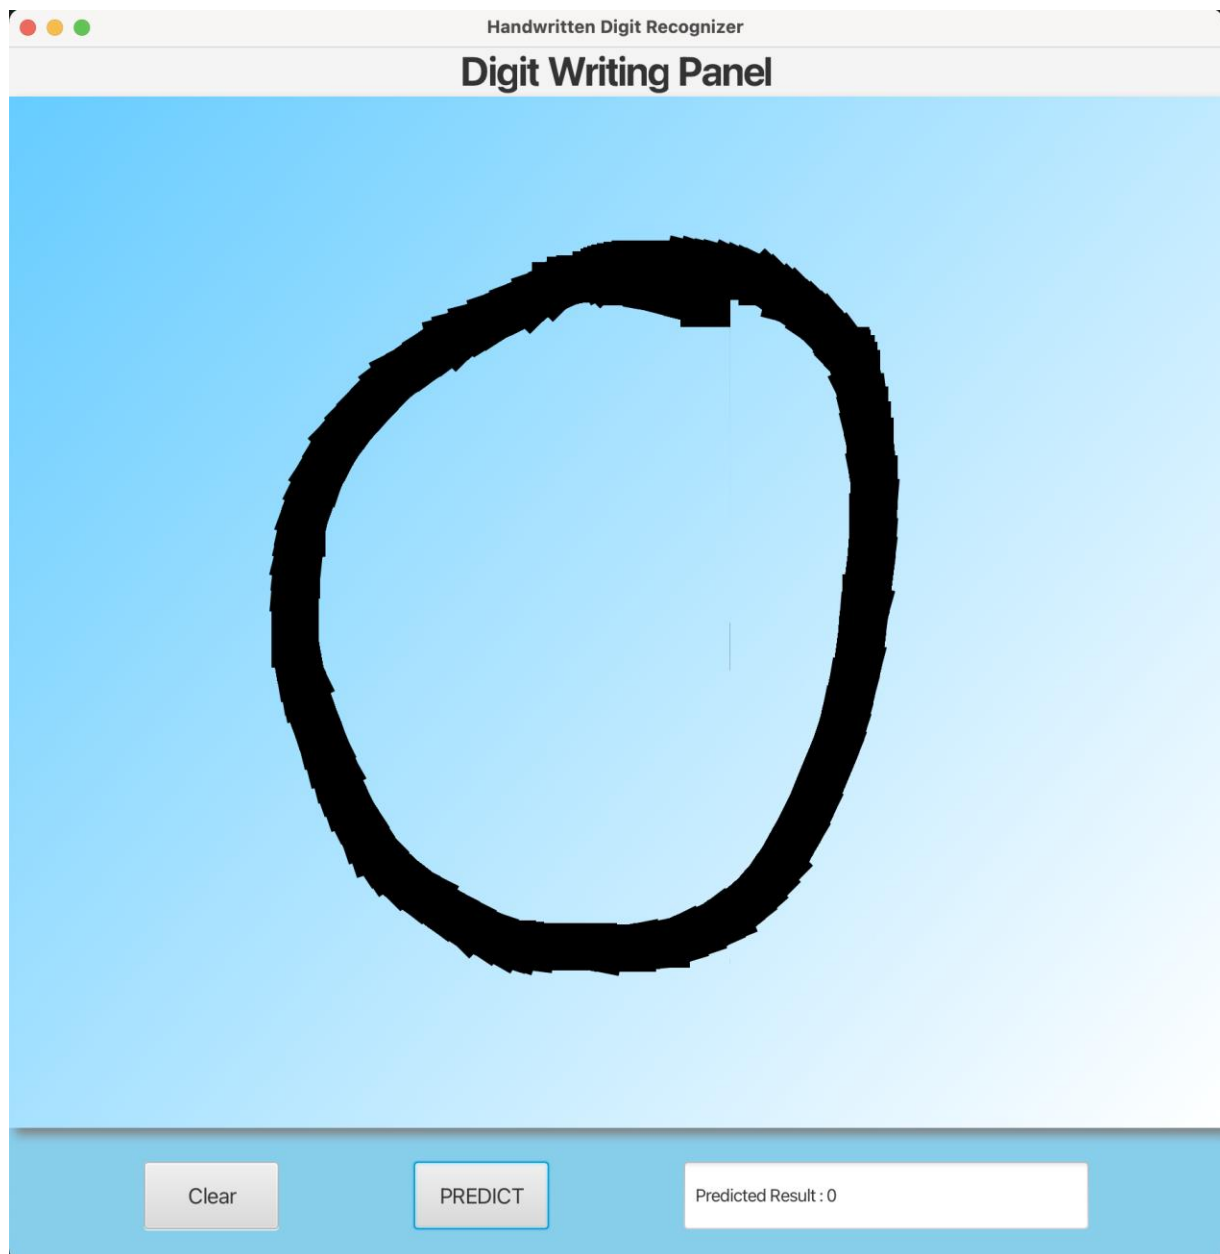 Handwritten Digit Recognizer
Digit Writing Panel
0
Clear
PREDICT
Predicted Result : 0